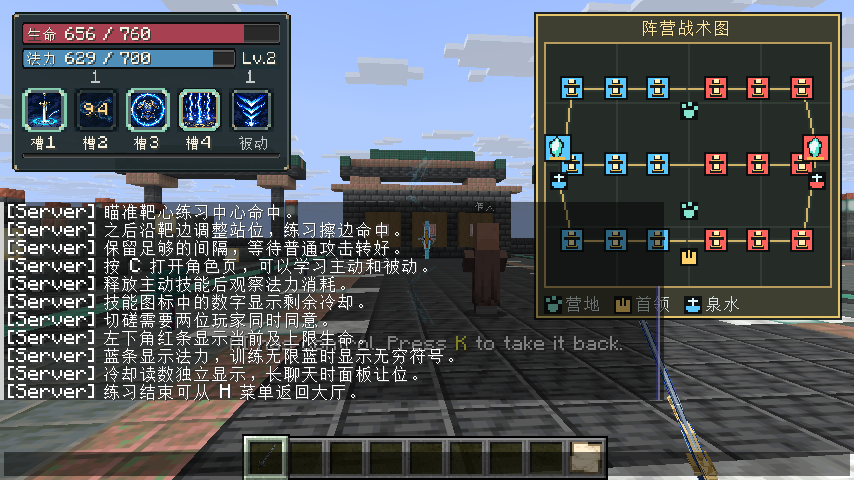 生命 656 / 760
法力 629 / 700
Lv.2
1
1
94
槽1
槽2
槽3
槽4
被动
阵营战术图
营地
首领
泉水
[Server] 瞄准靶心练习中心命中。
[Server] 之后沿靶边调整站位，练习擦边命中。
[Server] 保留足够的间隔，等待普通攻击转好。
[Server] 按 C 打开角色页，可以学习主动和被动。
[Server] 释放主动技能后观察法力消耗。
[Server] 技能图标中的数字显示剩余冷却。
[Server] 切磋需要两位玩家同时同意。
[Server] 左下角红条显示当前及上限生命。
[Server] 蓝条显示法力，训练无限蓝时显示无穷符号。
[Server] 冷却读数独立显示，长聊天时面板让位。
[Server] 练习结束可从 H 菜单返回大厅。
Press K to take it back.